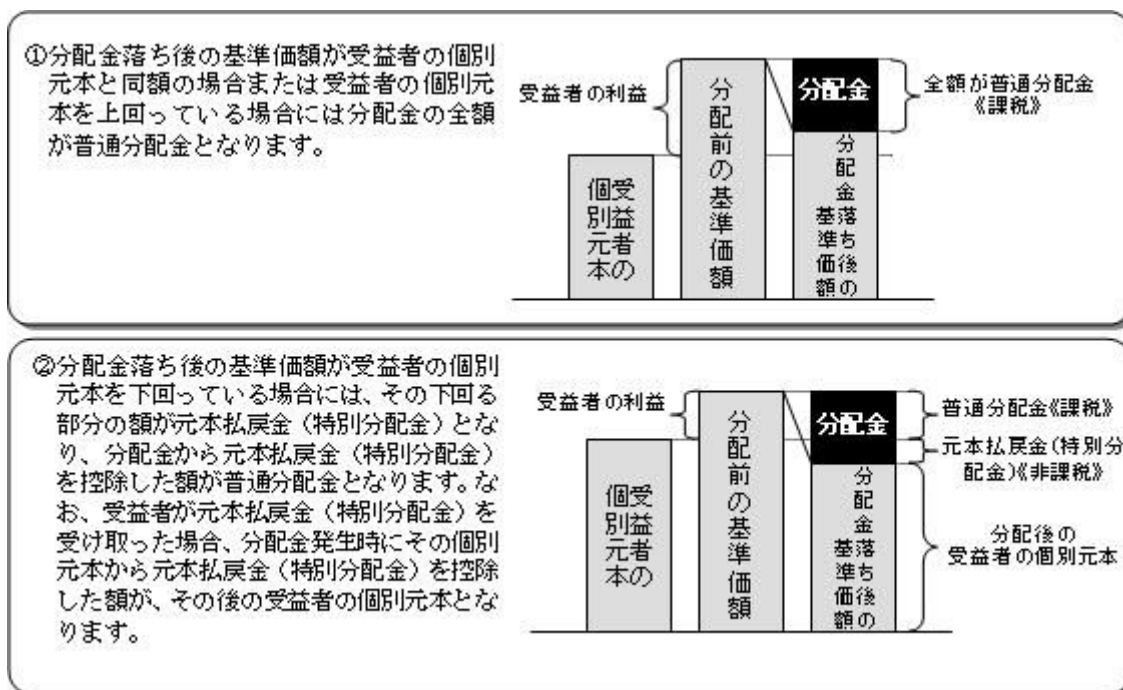 ①分配金落ち後の基準価額が受益者の個別
元本と同額の場合または受益者の個別元
本を上回っている場合には分配金の全額
が普通分配金となります。
受益者の利益
受益者の
個別元本
分配前の基準価額
分配金
分配金落ち後の
基準価額
全額が普通分配金
《課税》
②分配金落ち後の基準価額が受益者の個別
元本を下回っている場合には、その下回る
部分の額が元本払戻金（特別分配金）とな
り、分配金から元本払戻金（特別分配金）
を控除した額が普通分配金となります。な
お、受益者が元本払戻金（特別分配金）を
受け取った場合、分配金発生時にその個別
元本から元本払戻金（特別分配金）を控除
した額が、その後の受益者の個別元本とな
ります。
受益者の利益
受益者の
個別元本
分配前の基準価額
分配金
分配金落ち後の
基準価額
普通分配金《課税》
元本払戻金(特別分
配金)《非課税》
分配後の
受益者の個別元本